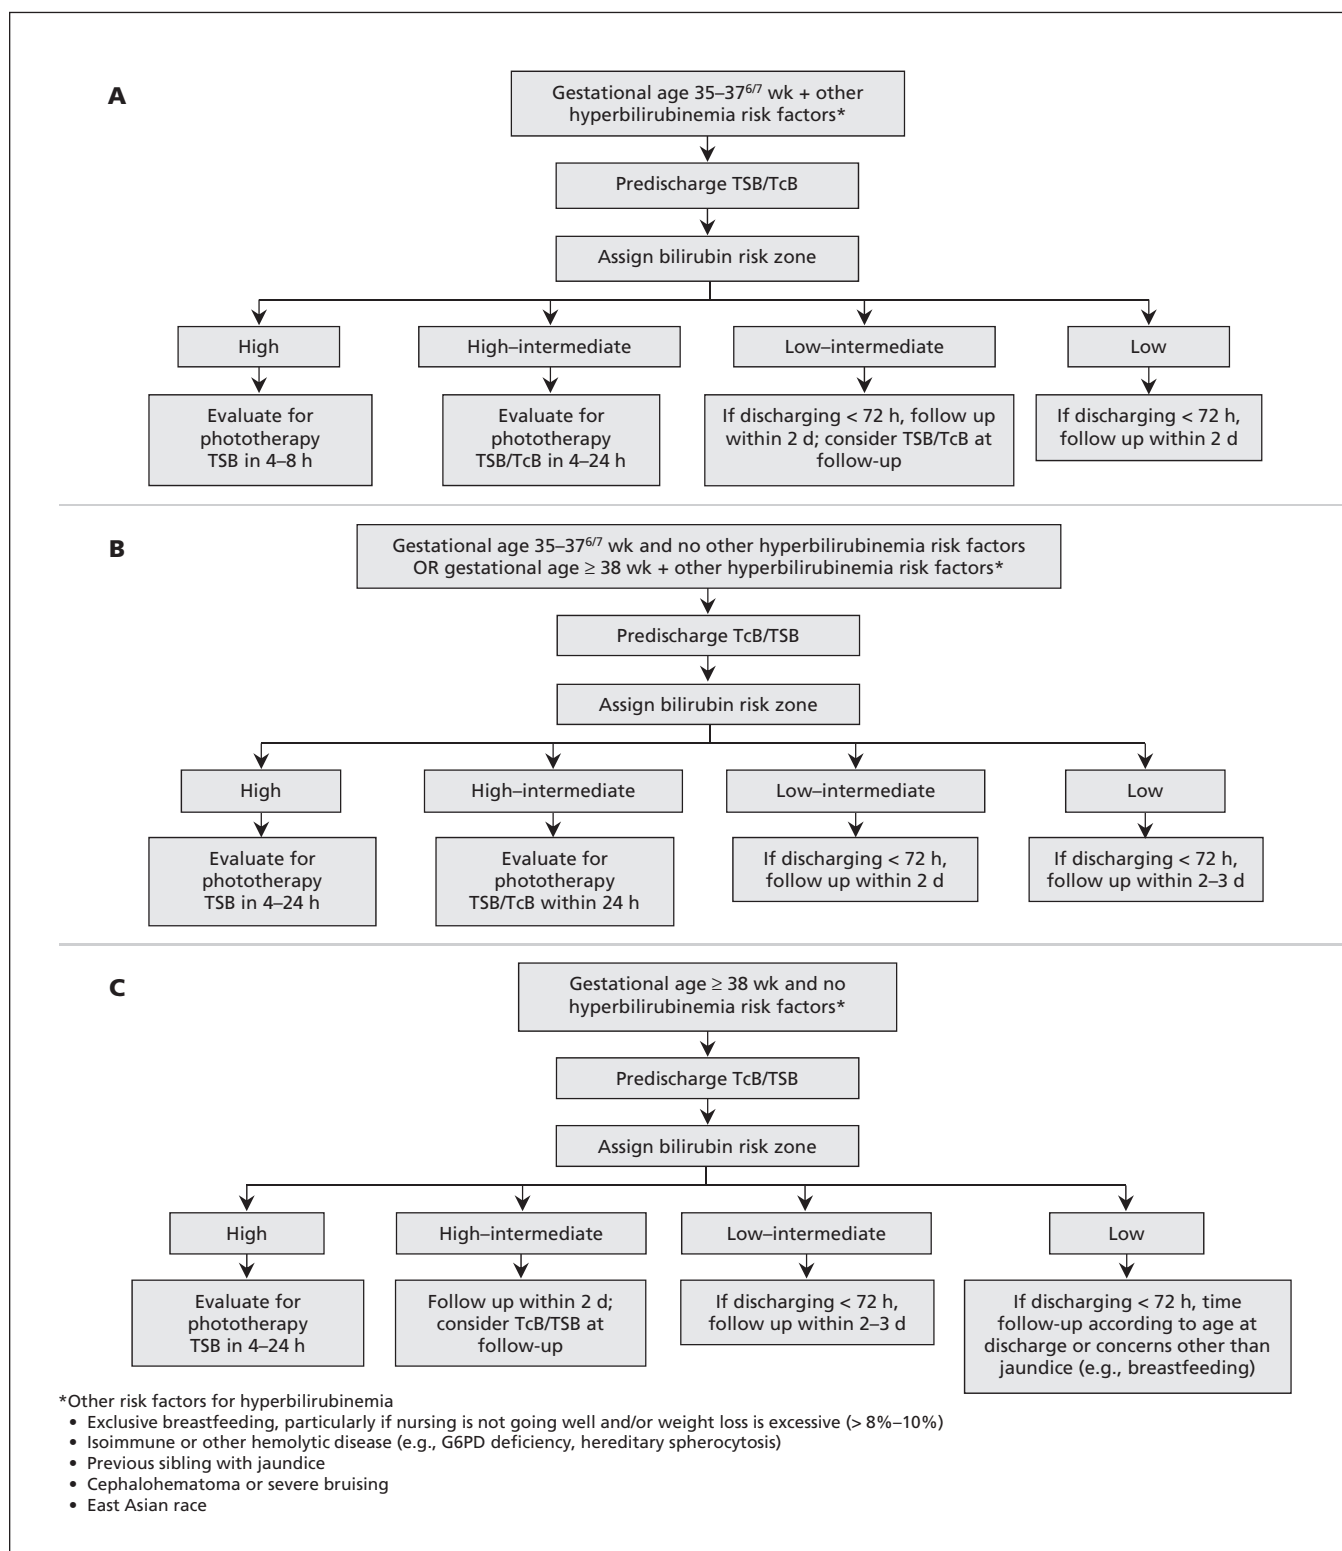 A
Gestational age 35–37⁶/⁷ wk + other
hyperbilirubinemia risk factors*
Predischarge TSB/TcB
Assign bilirubin risk zone
High
High–intermediate
Low–intermediate
Low
Evaluate for
phototherapy
TSB in 4–8 h
Evaluate for
phototherapy
TSB/TcB in 4–24 h
If discharging < 72 h, follow up
within 2 d; consider TSB/TcB at
follow-up
If discharging < 72 h,
follow up within 2 d
B
Gestational age 35–37⁶/⁷ wk and no other hyperbilirubinemia risk factors
OR gestational age ≥ 38 wk + other hyperbilirubinemia risk factors*
Predischarge TcB/TSB
Assign bilirubin risk zone
High
High–intermediate
Low–intermediate
Low
Evaluate for
phototherapy
TSB in 4–24 h
Evaluate for
phototherapy
TSB/TcB within 24 h
If discharging < 72 h,
follow up within 2 d
If discharging < 72 h,
follow up within 2–3 d
C
Gestational age ≥ 38 wk and no
hyperbilirubinemia risk factors*
Predischarge TcB/TSB
Assign bilirubin risk zone
High
High–intermediate
Low–intermediate
Low
Evaluate for
phototherapy
TSB in 4–24 h
Follow up within 2 d;
consider TcB/TSB at
follow-up
If discharging < 72 h,
follow up within 2–3 d
If discharging < 72 h, time
follow-up according to age at
discharge or concerns other than
jaundice (e.g., breastfeeding)
*Other risk factors for hyperbilirubinemia
• Exclusive breastfeeding, particularly if nursing is not going well and/or weight loss is excessive (> 8%–10%)
• Isoimmune or other hemolytic disease (e.g., G6PD deficiency, hereditary spherocytosis)
• Previous sibling with jaundice
• Cephalohematoma or severe bruising
• East Asian race